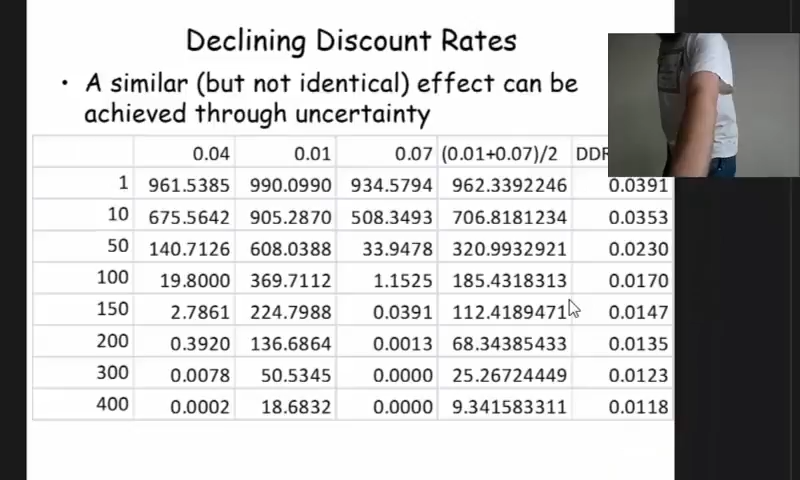 Declining Discount Rates
• A similar (but not identical) effect can be
achieved through uncertainty
0.04 0.01 0.07 (0.01+0.07)/2 DDR
1 961.5385 990.0990 934.5794 962.3392246 0.0391
10 675.5642 905.2870 508.3493 706.8181234 0.0353
50 140.7126 608.0388 33.9478 320.9932921 0.0230
100 19.8000 369.7112 1.1525 185.4318313 0.0170
150 2.7861 224.7988 0.0391 112.4189471 0.0147
200 0.3920 136.6864 0.0013 68.34385433 0.0135
300 0.0078 50.5345 0.0000 25.26724449 0.0123
400 0.0002 18.6832 0.0000 9.341583311 0.0118